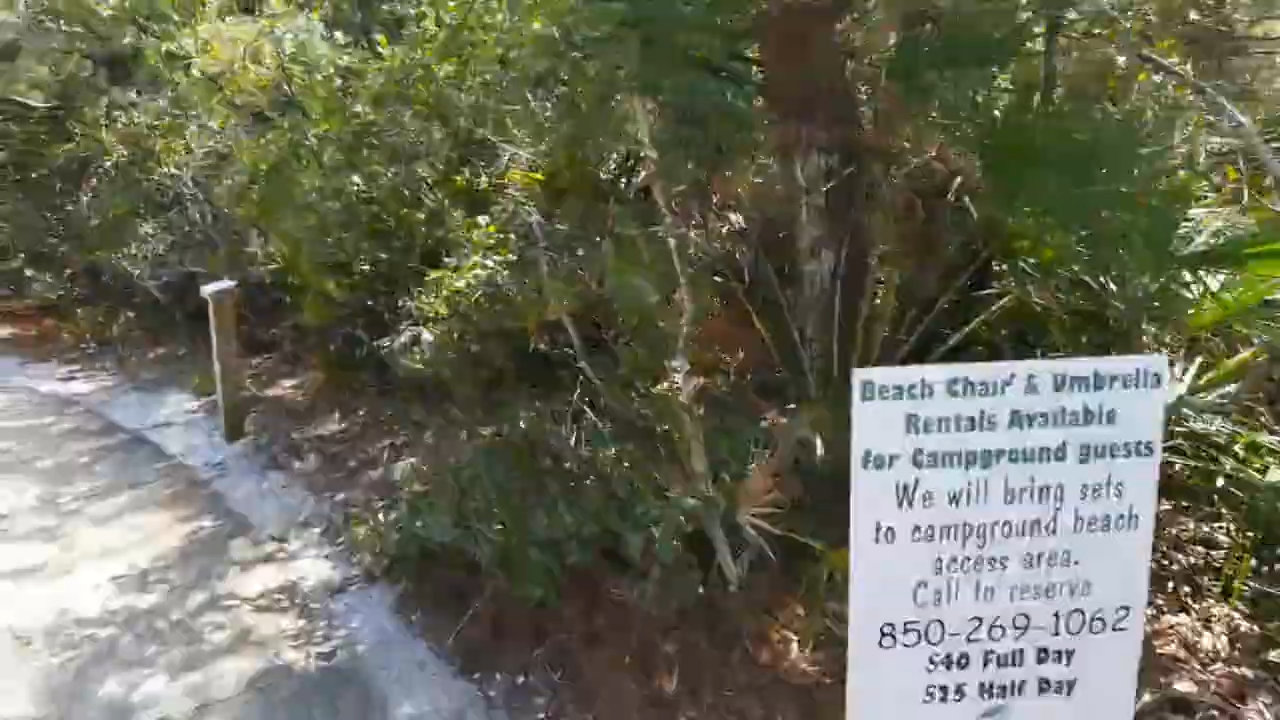 Beach Chair & Umbrella
Rentals Available
for Campground guests
We will bring sets
to campground beach
access area.
Call to reserve
850-269-1062
$40 Full Day
$25 Half Day